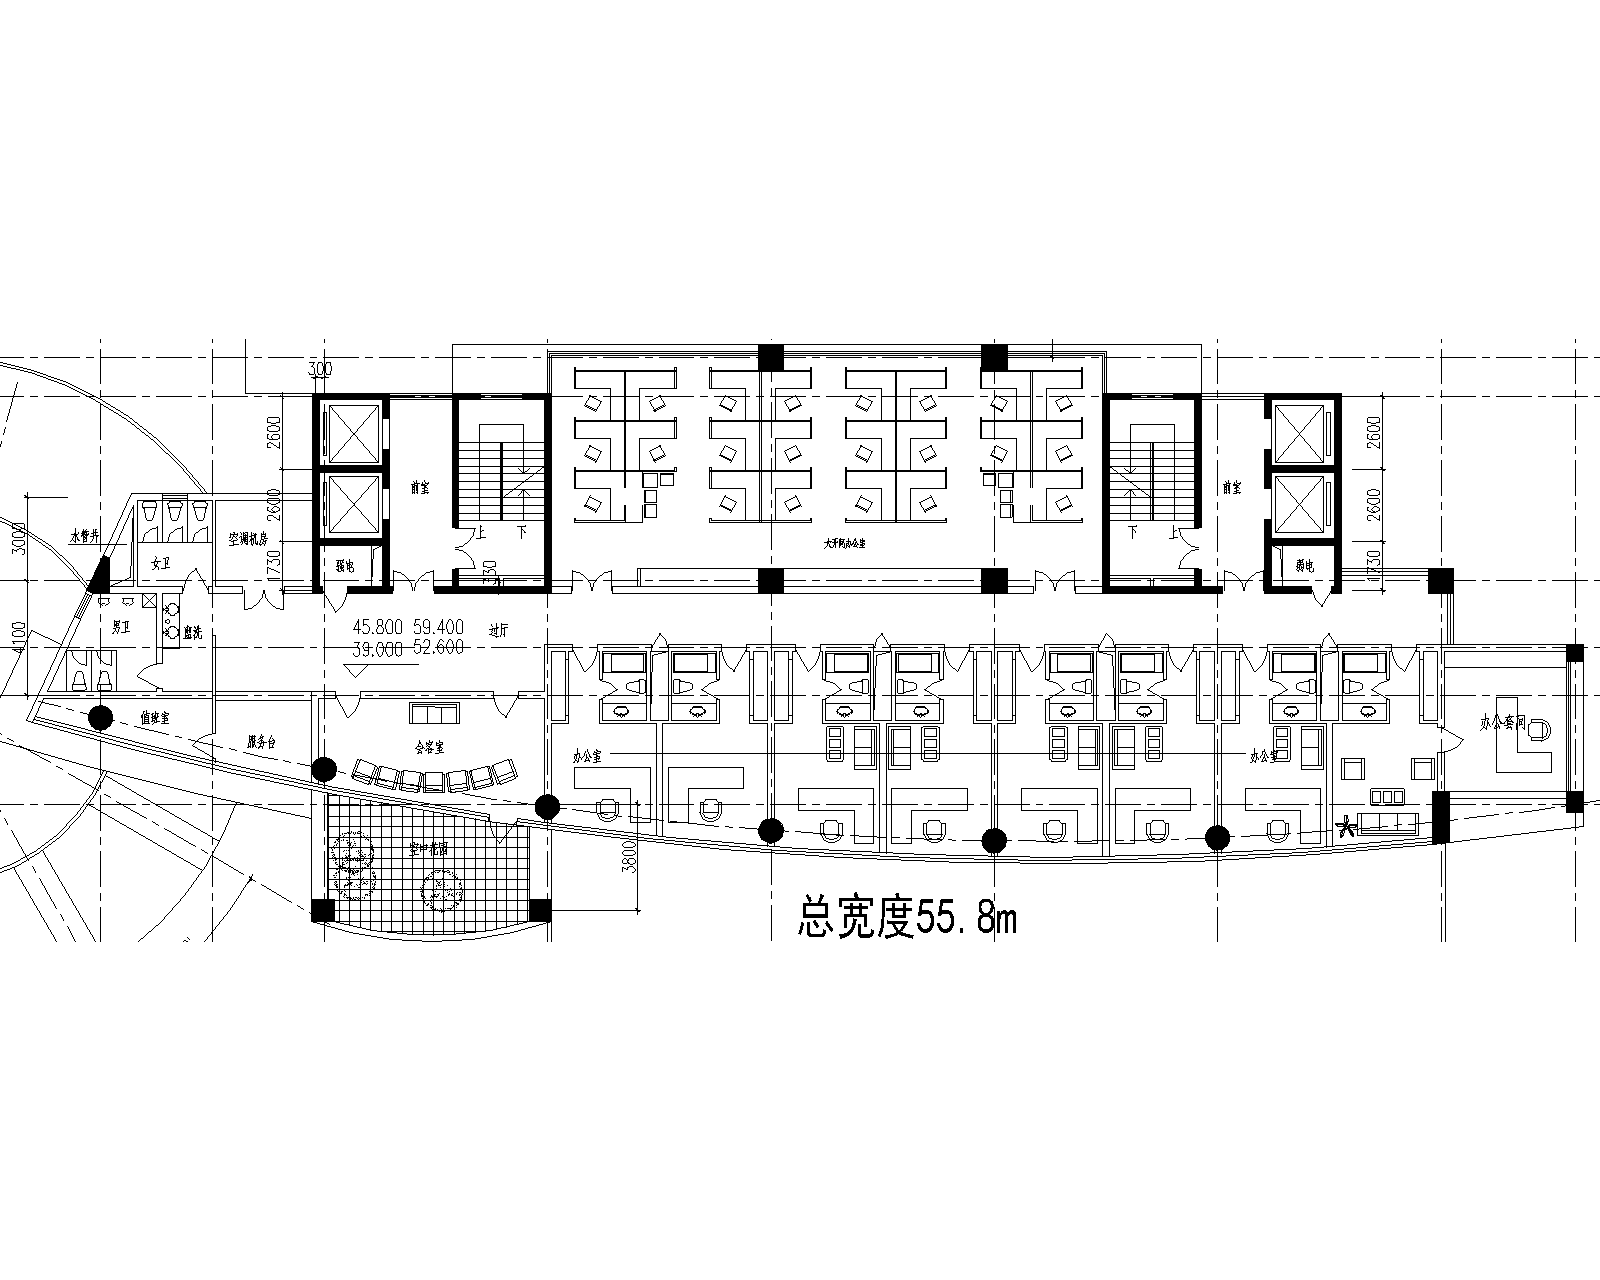 300
2600
2600
1730
3000
4100
水管井
女卫
空调机房
弱电
前室
上
下
330
大开间办公室
下
上
前室
弱电
2600
2600
1730
男卫
盥洗
45.800 59.400
39.000 52.600
过厅
值班室
服务台
会客室
办公室
办公室
办公套间
空中花园
3800
总宽度55.8m